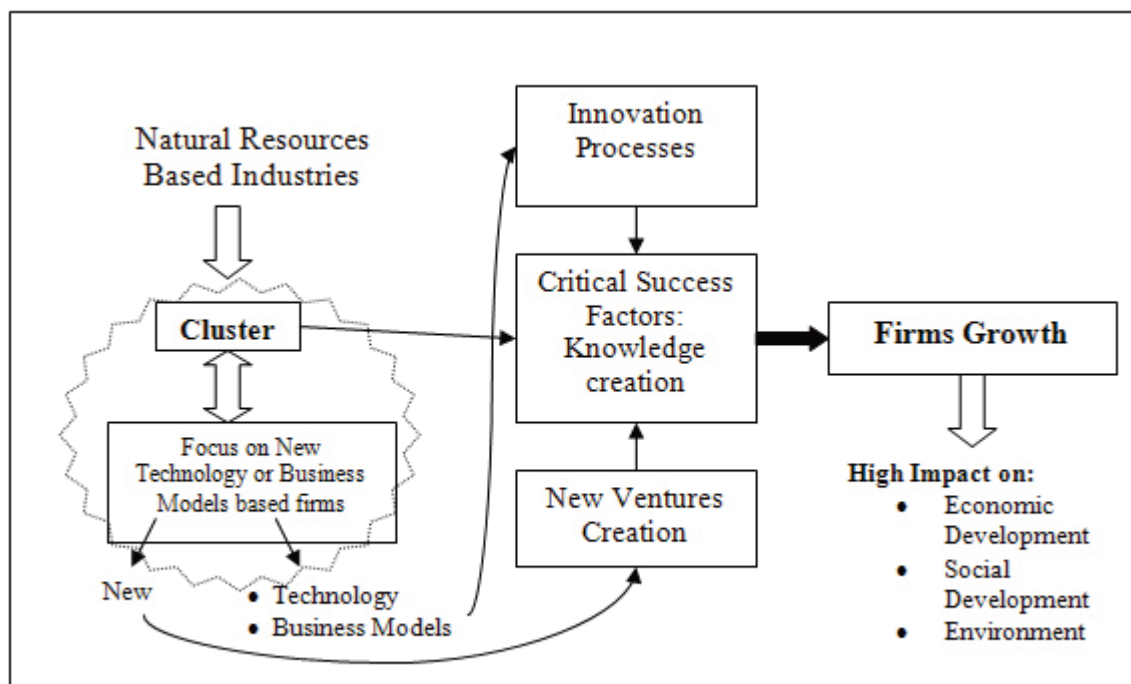 Natural Resources
Based Industries
Cluster
Focus on New
Technology or Business
Models based firms
New
• Technology
• Business Models
Innovation
Processes
Critical Success
Factors:
Knowledge
creation
New Ventures
Creation
Firms Growth
High Impact on:
• Economic
Development
• Social
Development
• Environment